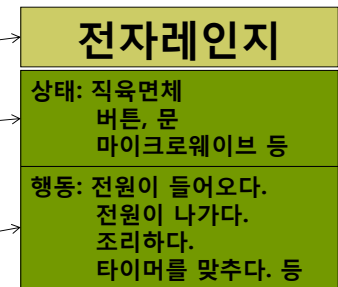 전자레인지
상태: 직육면체
버튼, 문
마이크로웨이브 등
행동: 전원이 들어오다.
전원이 나가다.
조리하다.
타이머를 맞추다. 등